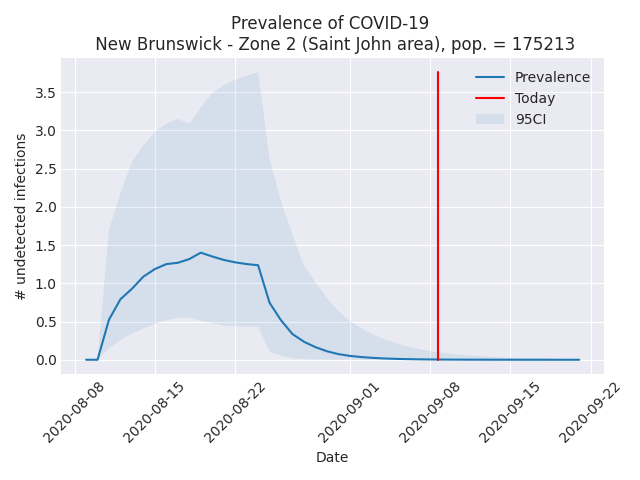 Prevalence of COVID-19
New Brunswick - Zone 2 (Saint John area), pop. = 175213
Prevalence
Today
95CI
# undetected infections
3.5
3.0
2.5
2.0
1.5
1.0
0.5
0.0
2020-08-08
2020-08-15
2020-08-22
2020-09-01
2020-09-08
2020-09-15
2020-09-22
Date